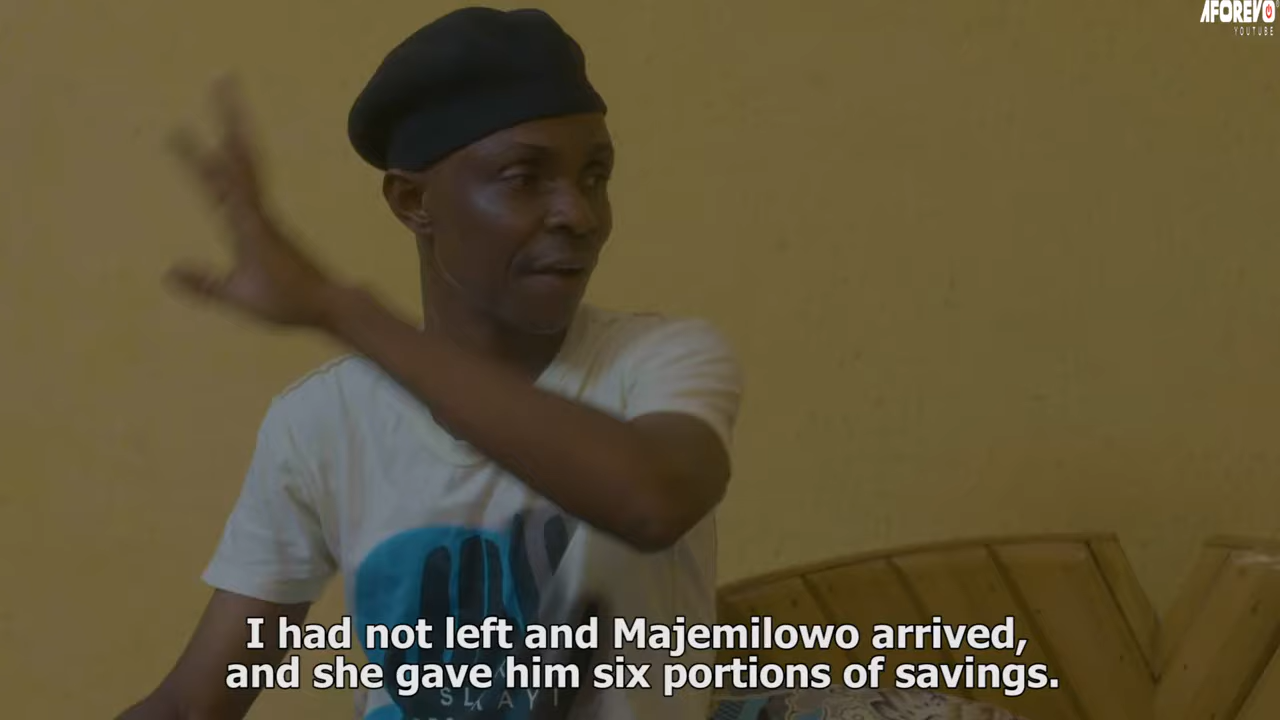 AFOREVO
YOUTUBE
I had not left and Majemilowo arrived,
and she gave him six portions of savings.